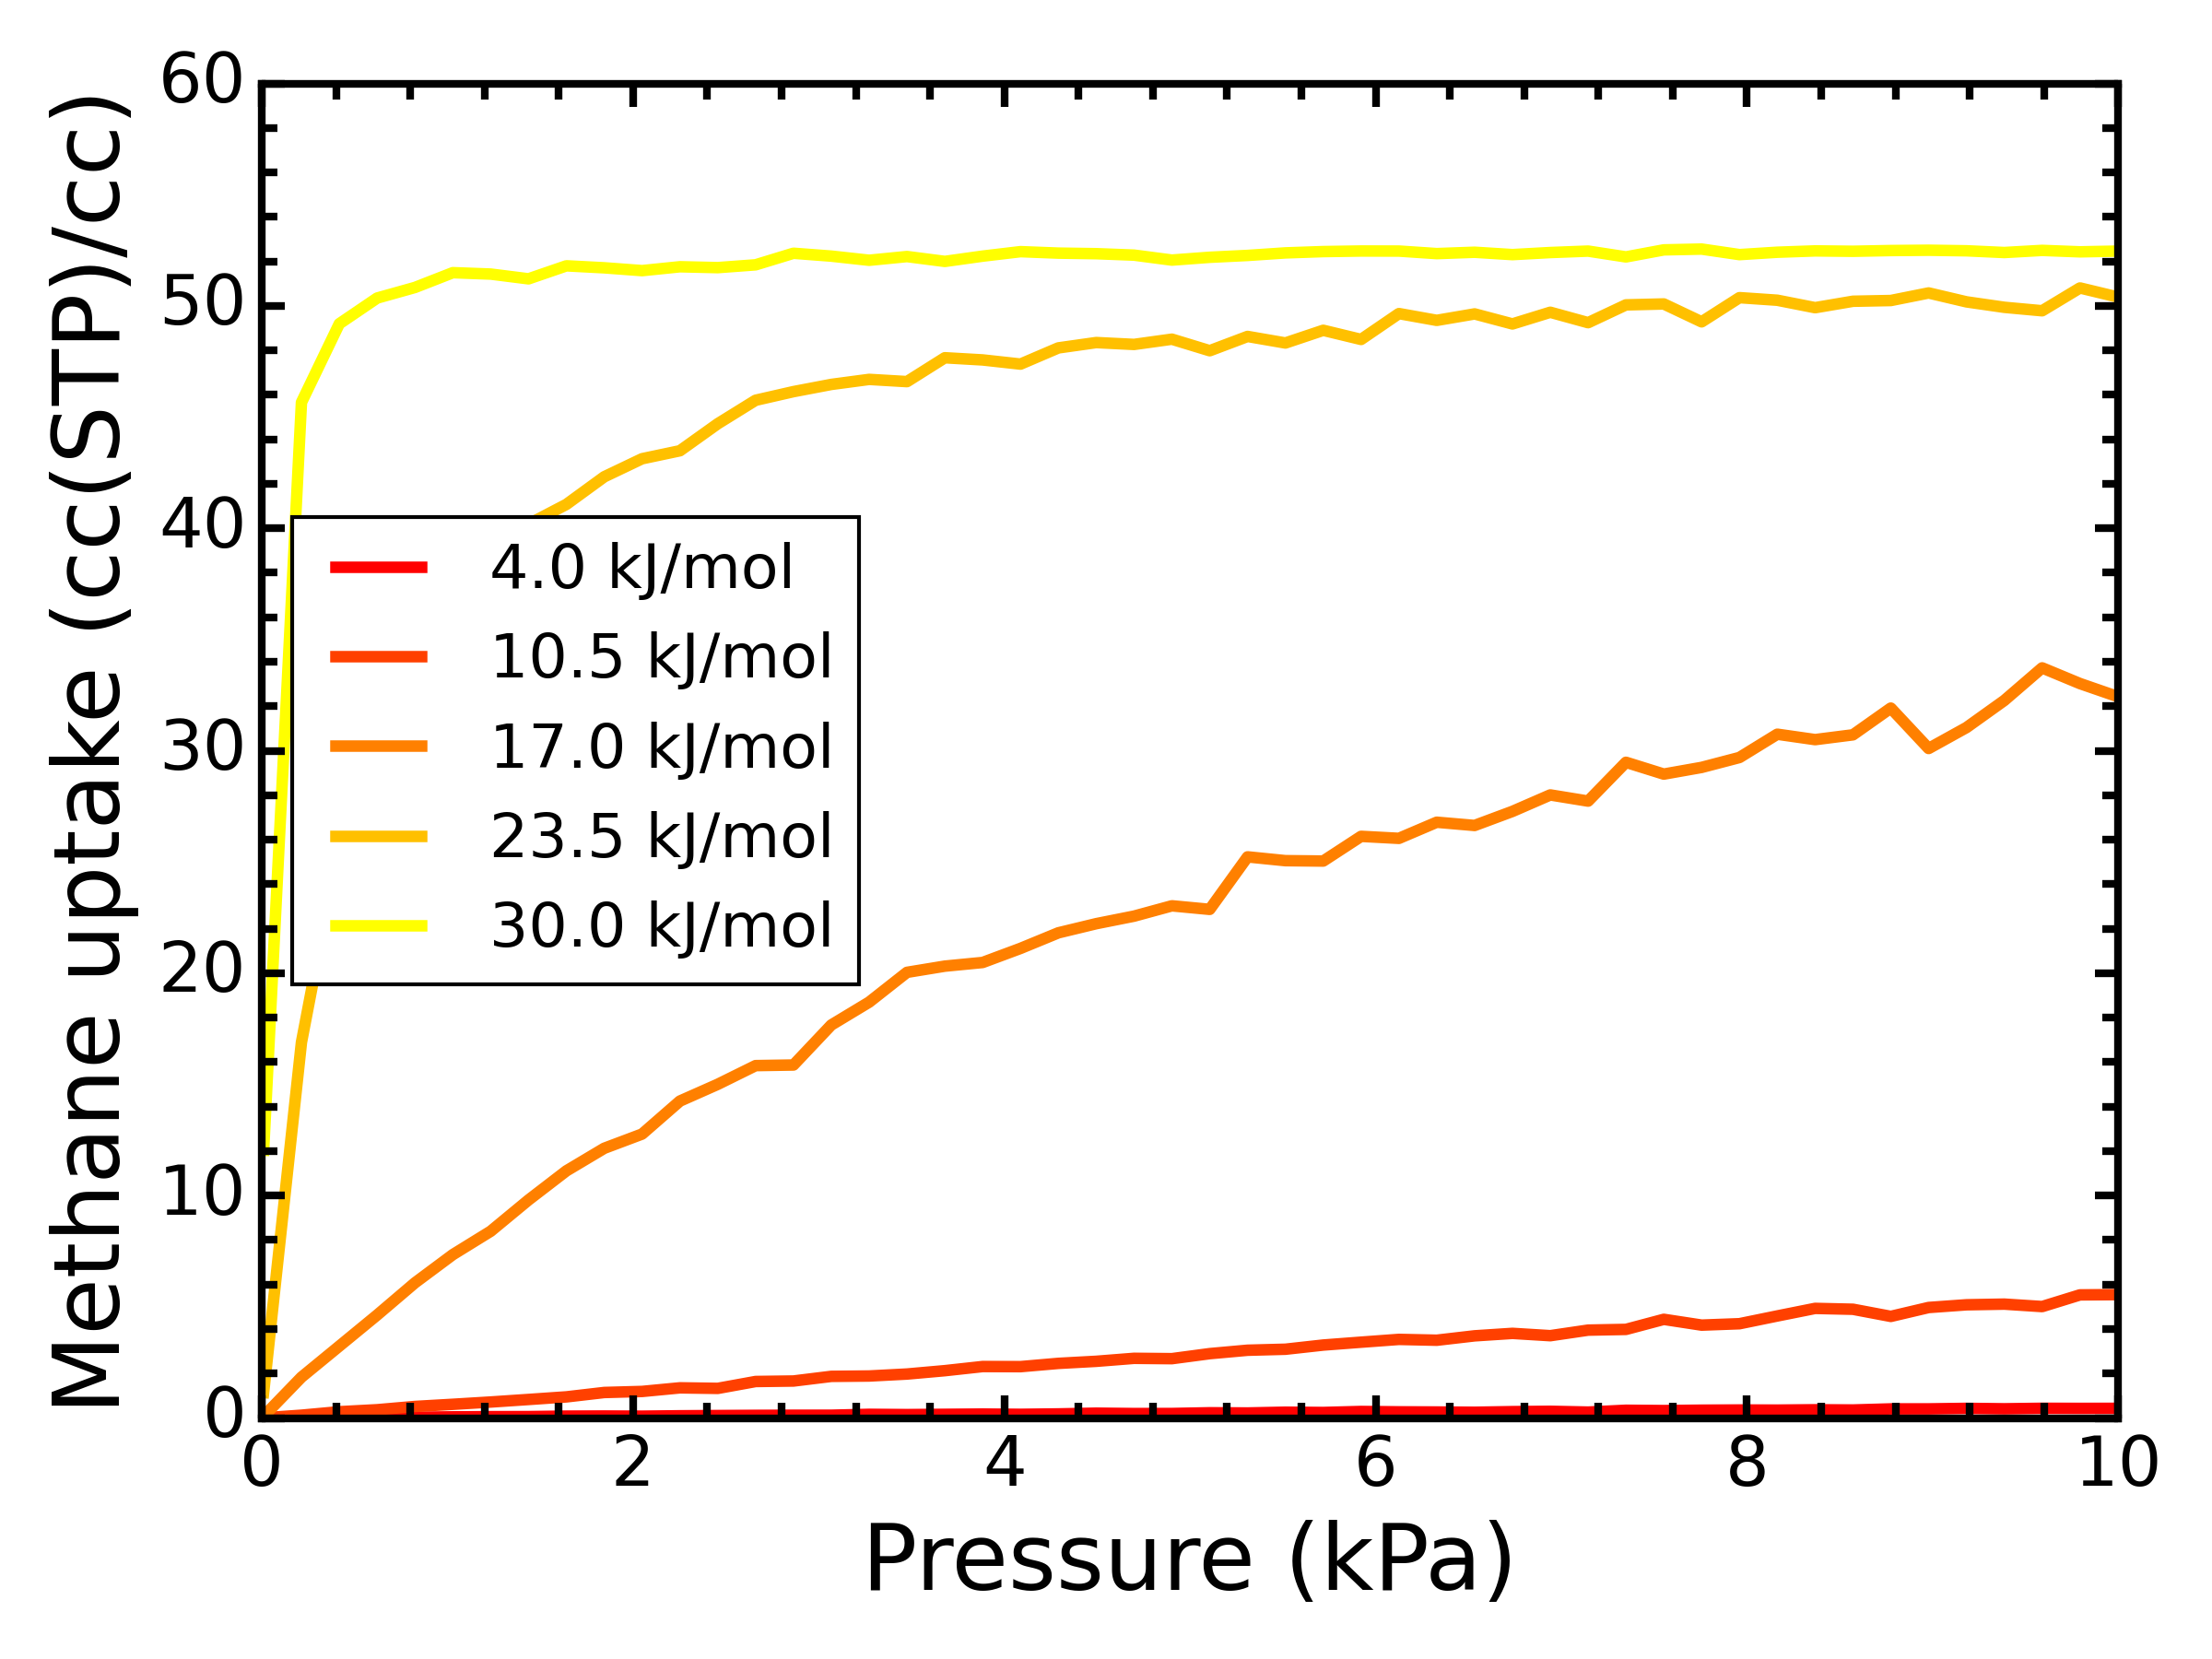 Methane uptake (cc(STP)/cc)
60
50
40
30
20
10
0
4.0 kJ/mol
10.5 kJ/mol
17.0 kJ/mol
23.5 kJ/mol
30.0 kJ/mol
0 2 4 6 8 10
Pressure (kPa)